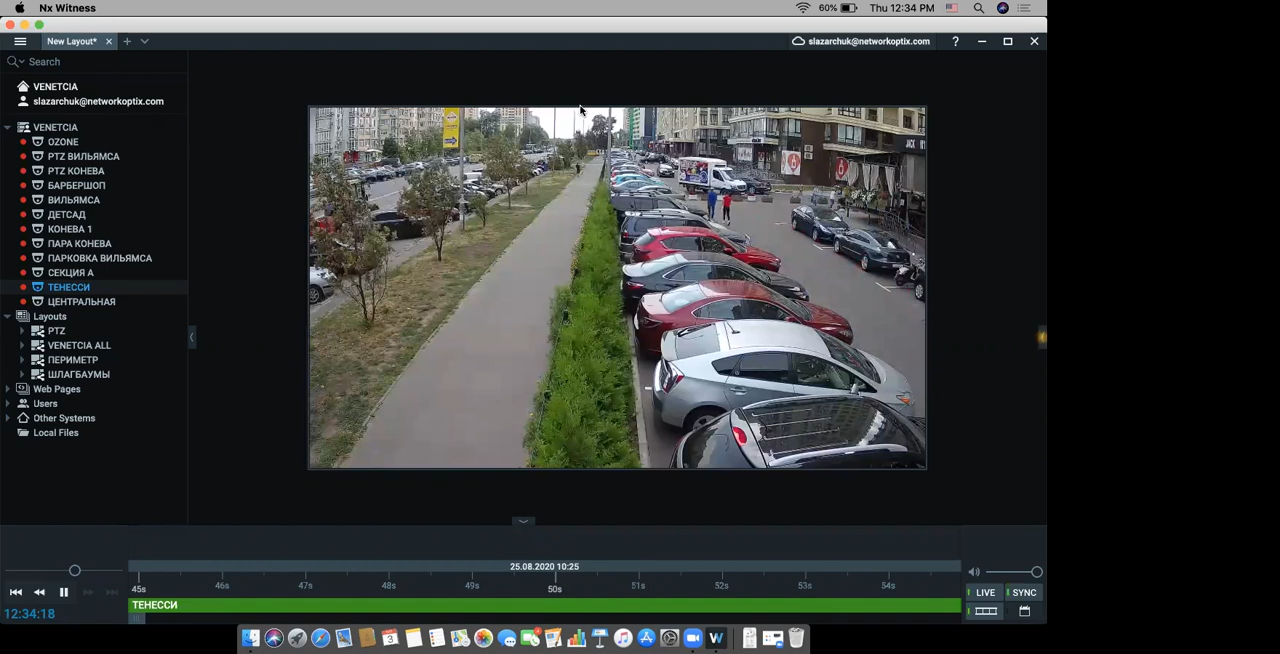 Nx Witness
60%
Thu 12:34 PM
New Layout*
slazarchuk@networkoptix.com
?
Search
VENETCIA
slazarchuk@networkoptix.com
VENETCIA
OZONE
PTZ ВИЛЬЯМСА
PTZ КОНЕВА
БАРБЕРШОП
ВИЛЬЯМСА
ДЕТСАД
КОНЕВА 1
ПАРА КОНЕВА
ПАРКОВКА ВИЛЬЯМСА
СЕКЦИЯ А
ТЕНЕССИ
ЦЕНТРАЛЬНАЯ
Layouts
PTZ
VENETCIA ALL
ПЕРИМЕТР
ШЛАГБАУМЫ
Web Pages
Users
Other Systems
Local Files
25.08.2020 10:25
45s
46s
47s
48s
49s
50s
51s
52s
53s
54s
ТЕНЕССИ
12:34:18
LIVE
SYNC